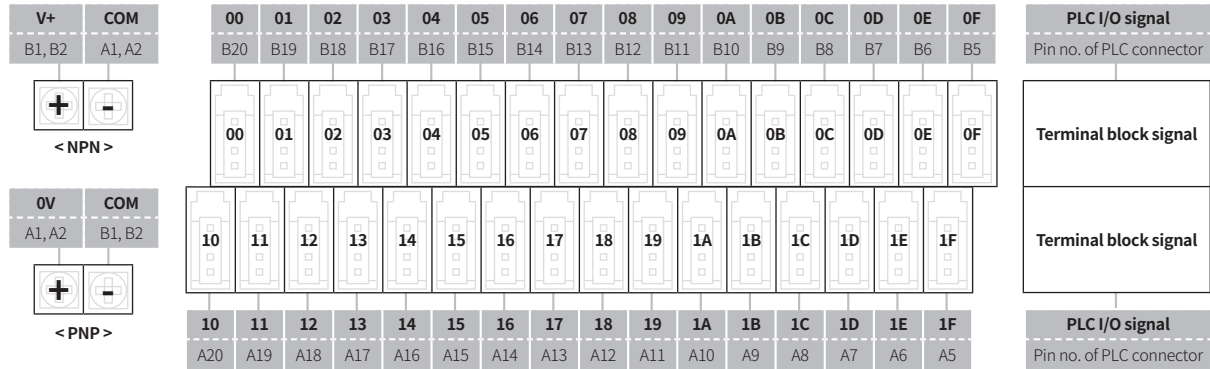 V+ COM 00 01 02 03 04 05 06 07 08 09 0A 0B 0C 0D 0E 0F PLC I/O signal
B1, B2 A1, A2 B20 B19 B18 B17 B16 B15 B14 B13 B12 B11 B10 B9 B8 B7 B6 B5 Pin no. of PLC connector
+ -
00 01 02 03 04 05 06 07 08 09 0A 0B 0C 0D 0E 0F Terminal block signal
< NPN >
0V COM
A1, A2 B1, B2
10 11 12 13 14 15 16 17 18 19 1A 1B 1C 1D 1E 1F Terminal block signal
+ -
< PNP >
10 11 12 13 14 15 16 17 18 19 1A 1B 1C 1D 1E 1F PLC I/O signal
A20 A19 A18 A17 A16 A15 A14 A13 A12 A11 A10 A9 A8 A7 A6 A5 Pin no. of PLC connector